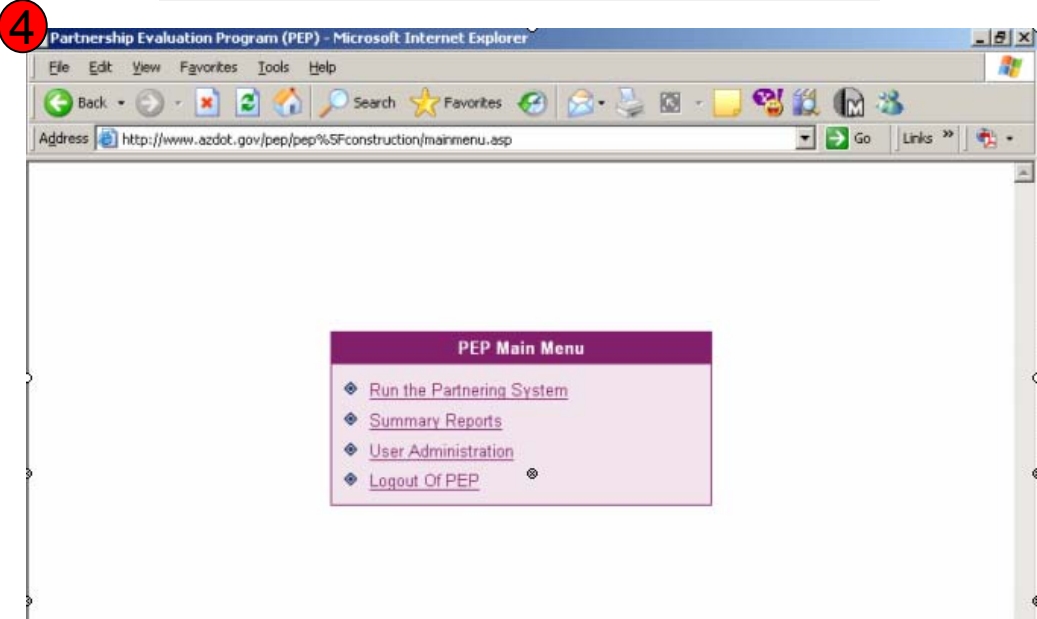 4
Partnership Evaluation Program (PEP) - Microsoft Internet Explorer
File Edit View Favorites Tools Help
Back Search Favorites
Address http://www.azdot.gov/pep/pep%5Fconstruction/mainmenu.asp Go Links »
PEP Main Menu
Run the Partnering System
Summary Reports
User Administration
Logout Of PEP